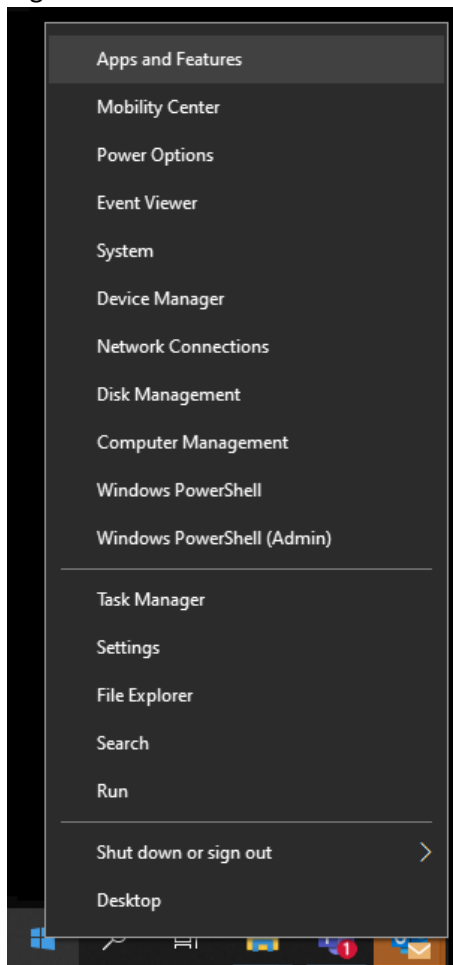 Apps and Features
Mobility Center
Power Options
Event Viewer
System
Device Manager
Network Connections
Disk Management
Computer Management
Windows PowerShell
Windows PowerShell (Admin)
Task Manager
Settings
File Explorer
Search
Run
Shut down or sign out
Desktop
1